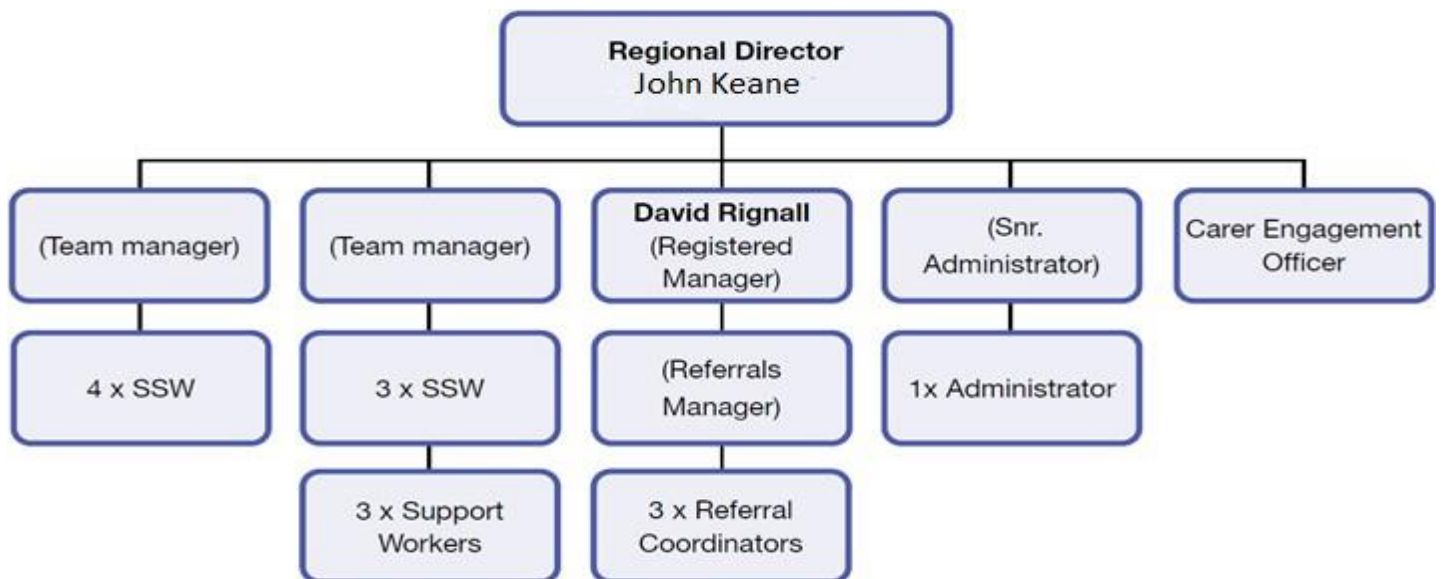 Regional Director
John Keane
(Team manager)
(Team manager)
David Rignall
(Registered
Manager)
(Snr.
Administrator)
Carer Engagement
Officer
4 x SSW
3 x SSW
(Referrals
Manager)
1x Administrator
3 x Support
Workers
3 x Referral
Coordinators